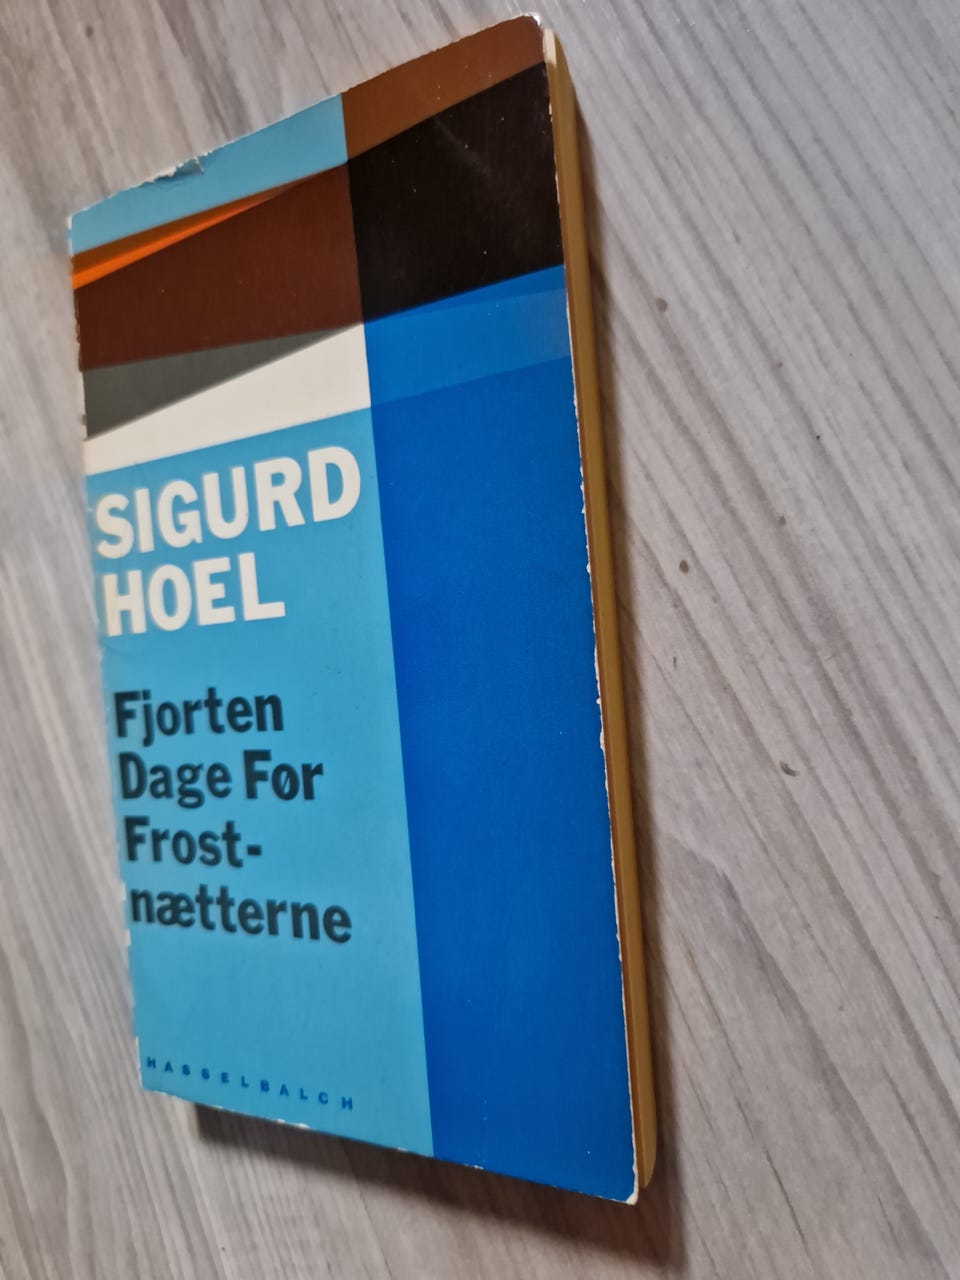 SIGURD
HOEL
Fjorten
Dage Før
Frost-
nætterne
HASSELBALCH